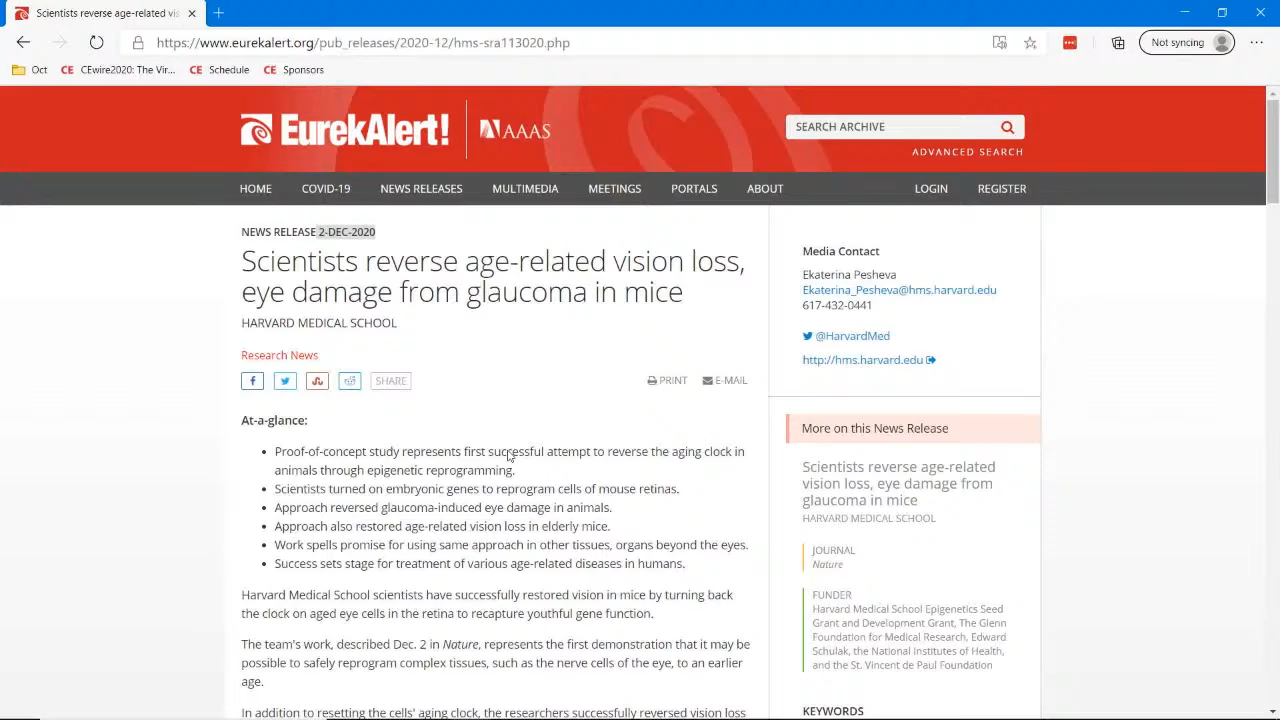 Scientists reverse age-related vis
https://www.eurekalert.org/pub_releases/2020-12/hms-sra113020.php
Not syncing
Oct
CE CEwire2020: The Vir...
CE Schedule
CE Sponsors
EurekAlert!
AAAS
SEARCH ARCHIVE
ADVANCED SEARCH
HOME COVID-19 NEWS RELEASES MULTIMEDIA MEETINGS PORTALS ABOUT LOGIN REGISTER
NEWS RELEASE 2-DEC-2020
Scientists reverse age-related vision loss,
eye damage from glaucoma in mice
HARVARD MEDICAL SCHOOL
Research News
SHARE
PRINT
E-MAIL
At-a-glance:
Proof-of-concept study represents first successful attempt to reverse the aging clock in
animals through epigenetic reprogramming.
Scientists turned on embryonic genes to reprogram cells of mouse retinas.
Approach reversed glaucoma-induced eye damage in animals.
Approach also restored age-related vision loss in elderly mice.
Work spells promise for using same approach in other tissues, organs beyond the eyes.
Success sets stage for treatment of various age-related diseases in humans.
Harvard Medical School scientists have successfully restored vision in mice by turning back
the clock on aged eye cells in the retina to recapture youthful gene function.
The team's work, described Dec. 2 in Nature, represents the first demonstration that it may be
possible to safely reprogram complex tissues, such as the nerve cells of the eye, to an earlier
age.
In addition to resetting the cells' aging clock, the researchers successfully reversed vision loss
Media Contact
Ekaterina Pesheva
Ekaterina_Pesheva@hms.harvard.edu
617-432-0441
@HarvardMed
http://hms.harvard.edu
More on this News Release
Scientists reverse age-related
vision loss, eye damage from
glaucoma in mice
HARVARD MEDICAL SCHOOL
JOURNAL
Nature
FUNDER
Harvard Medical School Epigenetics Seed
Grant and Development Grant, The Glenn
Foundation for Medical Research, Edward
Schulak, the National Institutes of Health,
and the St. Vincent de Paul Foundation
KEYWORDS